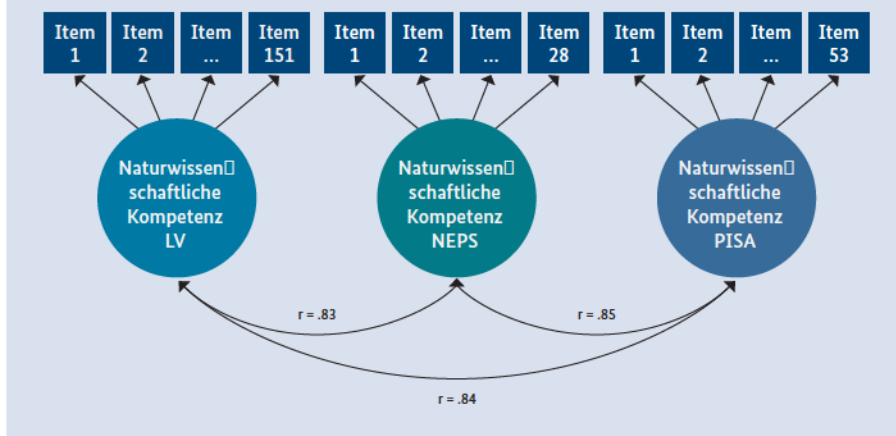 Item Item Item Item Item Item Item Item Item Item Item Item
1 2 ... 151 1 2 ... 28 1 2 ... 53
Naturwissen▯
schaftliche
Kompetenz
LV
Naturwissen▯
schaftliche
Kompetenz
NEPS
Naturwissen▯
schaftliche
Kompetenz
PISA
r = .83
r = .85
r = .84